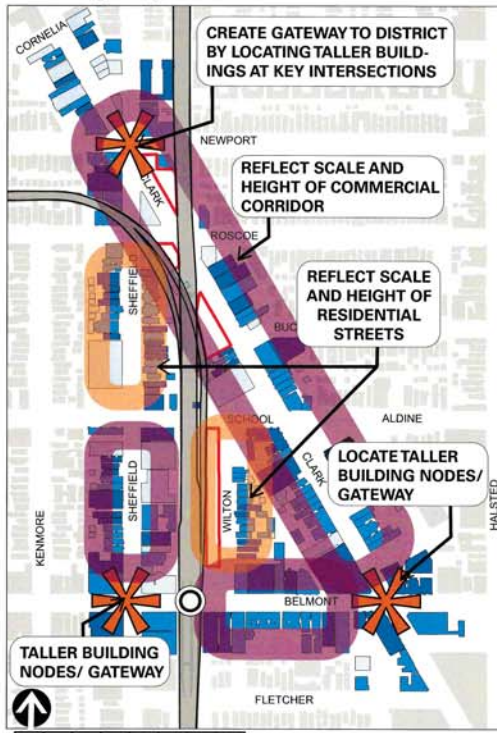 CORNELIA
CREATE GATEWAY TO DISTRICT
BY LOCATING TALLER BUILD-
INGS AT KEY INTERSECTIONS
NEWPORT
CLARK
REFLECT SCALE AND
HEIGHT OF COMMERCIAL
CORRIDOR
ROSCOE
SHEFFIELD
REFLECT SCALE
AND HEIGHT OF
RESIDENTIAL
STREETS
BUC
SCHOOL
ALDINE
CLARK
LOCATE TALLER
BUILDING NODES/
GATEWAY
HALSTED
SHEFFIELD
WILTON
KENMORE
BELMONT
TALLER BUILDING
NODES/ GATEWAY
FLETCHER